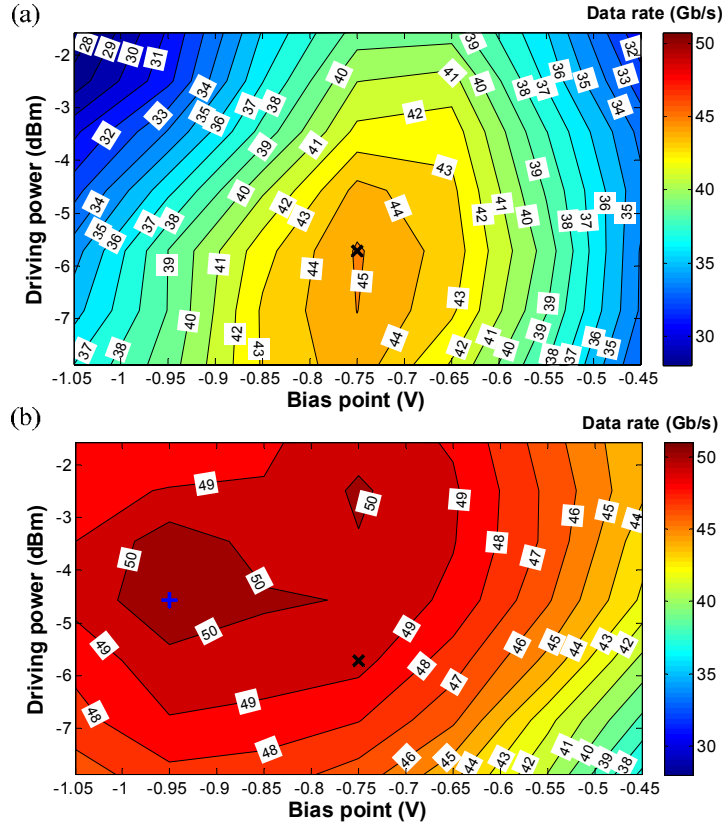 (a)
Data rate (Gb/s)
28 29 30 31 39 32
40 36 33
41 38 37 35
34 37 38 34
33 35 40
32 36 42
39 41 39
43
34 40 42 44 36
37 38 43 42 41 40 38 37 35
35 36
39 41 44 45 43
40 39
42 44 41 36
37 38 43 42 40 38 37 35
-2
-3
-4
-5
-6
-7
Driving power (dBm)
-1.05 -1 -0.95 -0.9 -0.85 -0.8 -0.75 -0.7 -0.65 -0.6 -0.55 -0.5 -0.45
Bias point (V)
50
45
40
35
30
(b)
Data rate (Gb/s)
49 50 49 46 45 44
48 47
50 50
50 49 46 45 44 43 42
49 48
49 47
48 48 41 40 39 38
46 45 44 43 42
-2
-3
-4
-5
-6
-7
Driving power (dBm)
-1.05 -1 -0.95 -0.9 -0.85 -0.8 -0.75 -0.7 -0.65 -0.6 -0.55 -0.5 -0.45
Bias point (V)
50
45
40
35
30